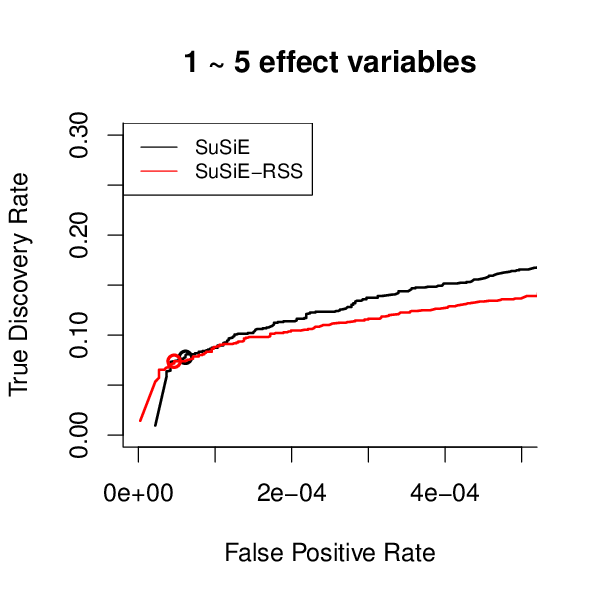 1 ~ 5 effect variables
SuSiE
SuSiE−RSS
True Discovery Rate
0.30
0.20
0.10
0.00
0e+00
2e−04
4e−04
False Positive Rate